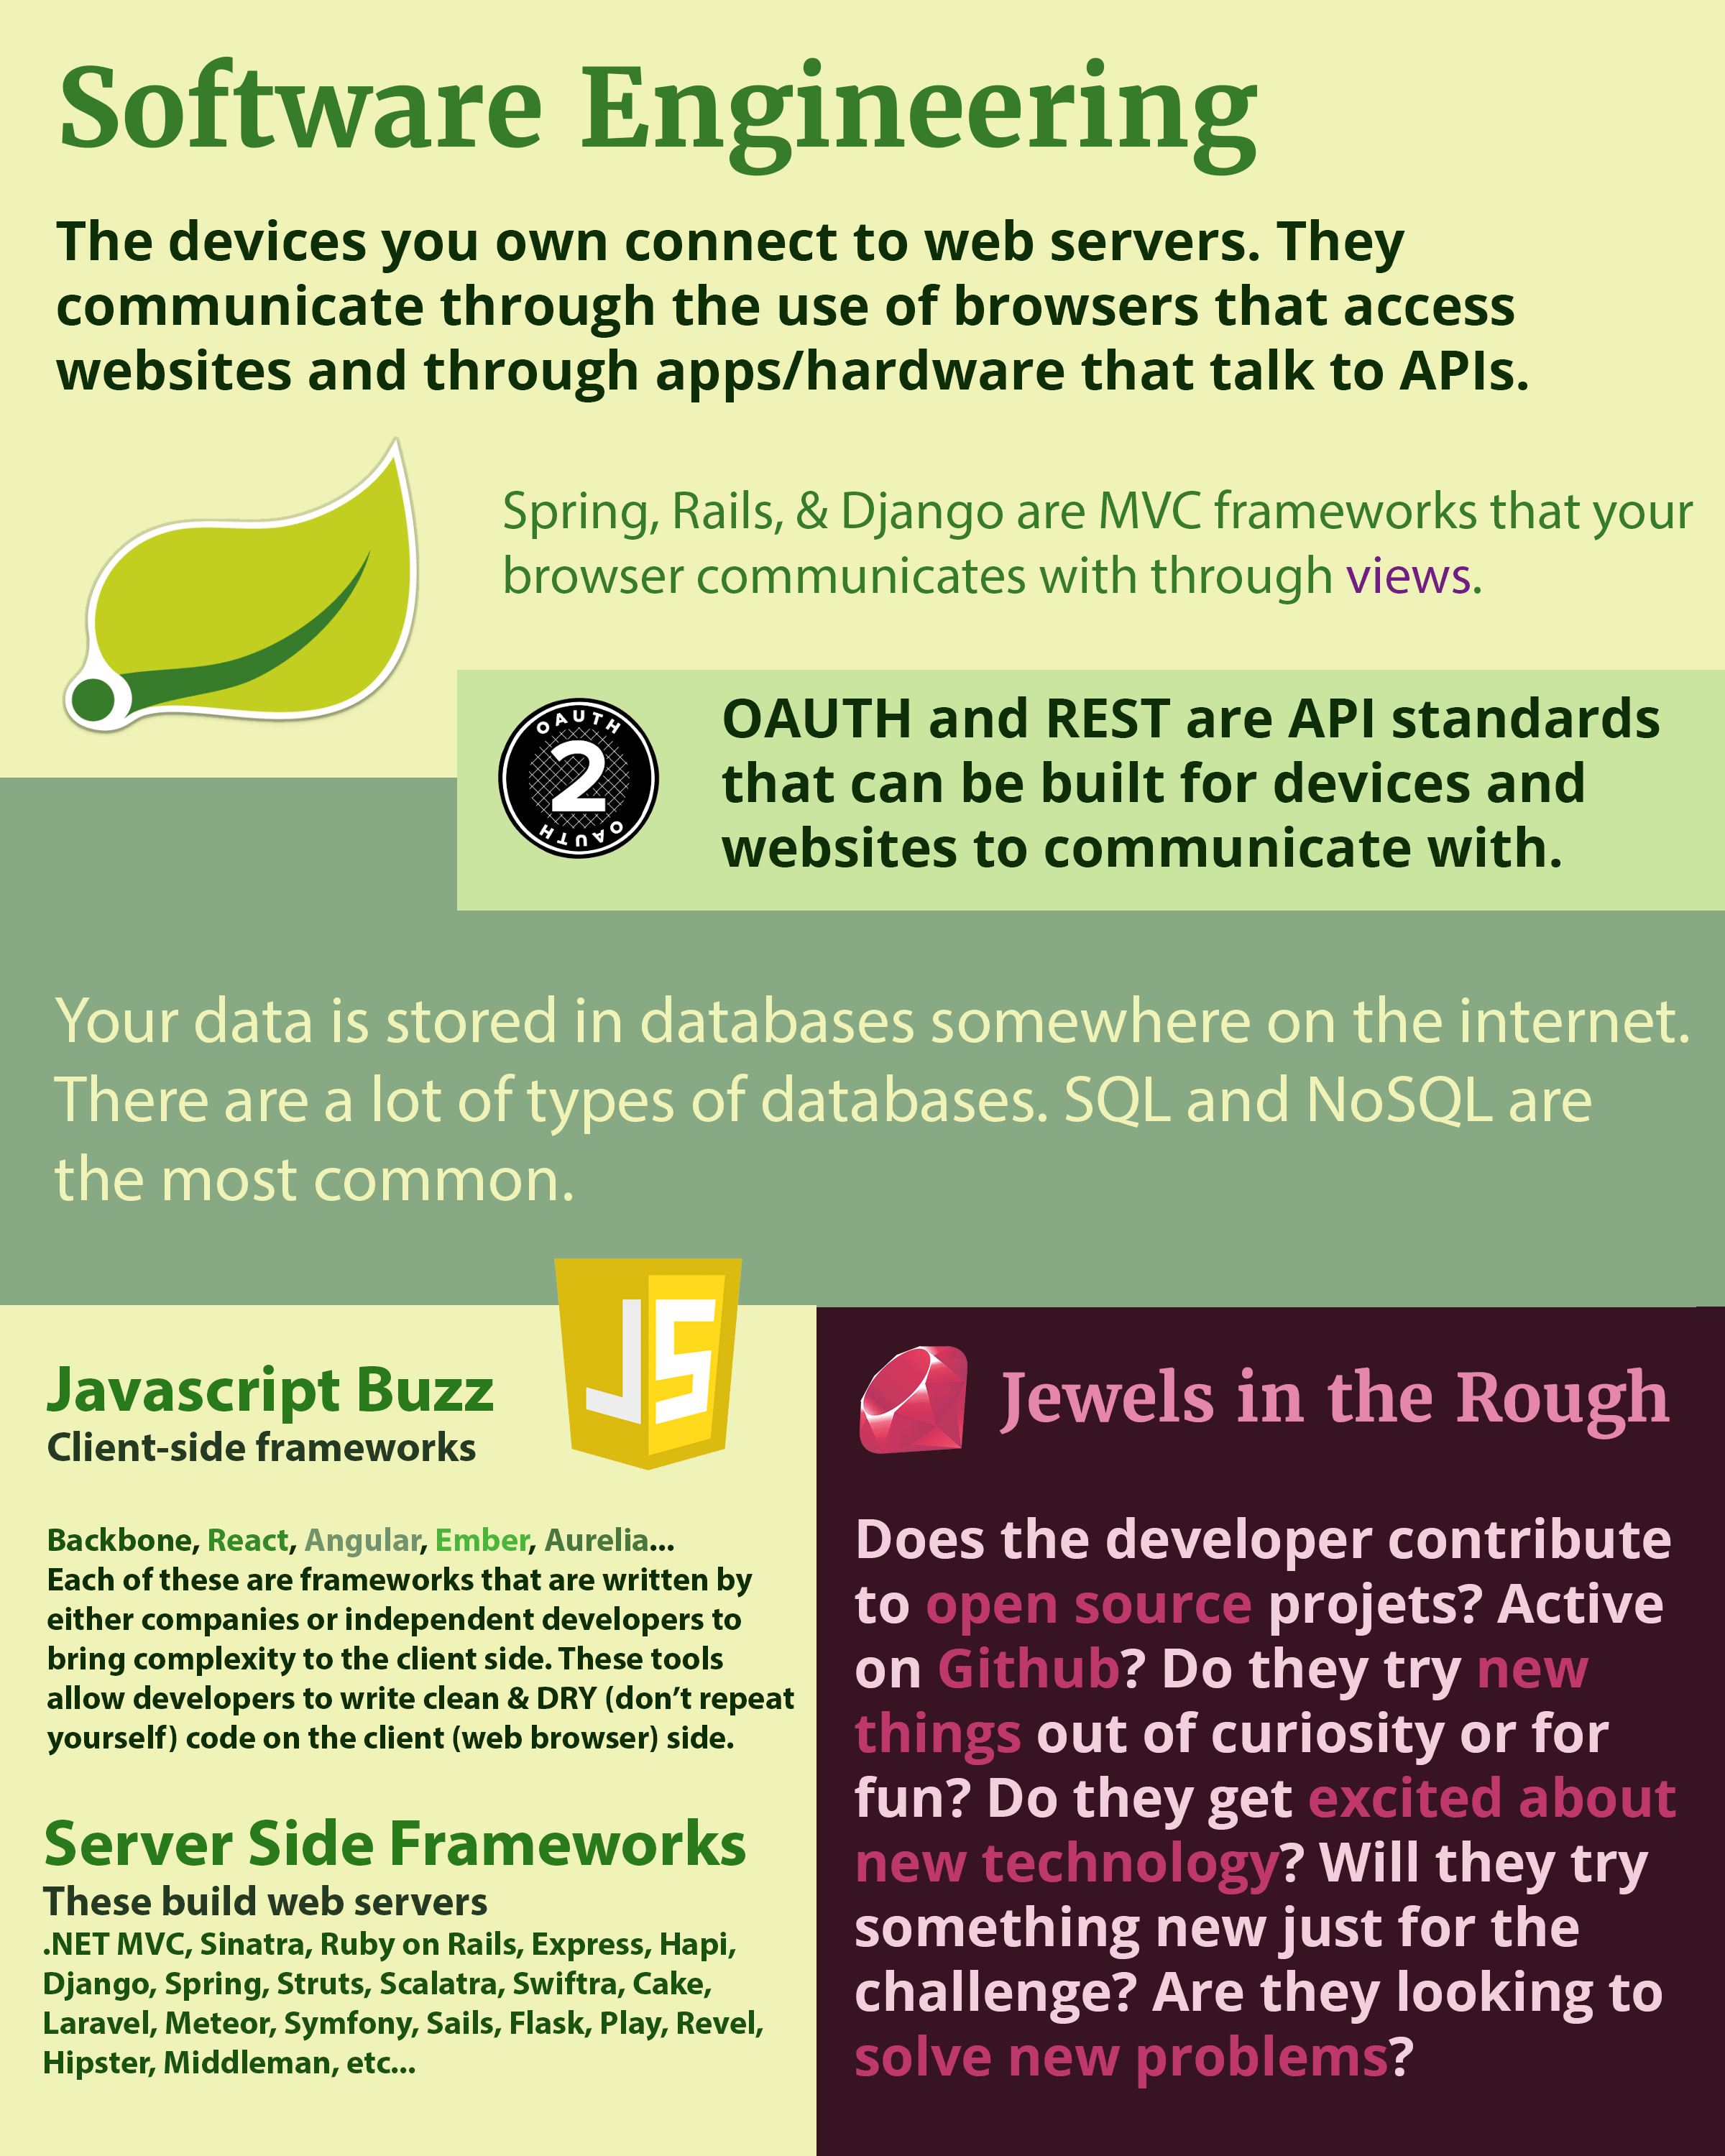 Software Engineering
The devices you own connect to web servers. They
communicate through the use of browsers that access
websites and through apps/hardware that talk to APIs.
Spring, Rails, & Django are MVC frameworks that your
browser communicates with through views.
OAUTH
2
OAUTH
OAUTH and REST are API standards
that can be built for devices and
websites to communicate with.
Your data is stored in databases somewhere on the internet.
There are a lot of types of databases. SQL and NoSQL are
the most common.
JS
Javascript Buzz
Client-side frameworks
Backbone, React, Angular, Ember, Aurelia...
Each of these are frameworks that are written by
either companies or independent developers to
bring complexity to the client side. These tools
allow developers to write clean & DRY (don’t repeat
yourself) code on the client (web browser) side.
Server Side Frameworks
These build web servers
.NET MVC, Sinatra, Ruby on Rails, Express, Hapi,
Django, Spring, Struts, Scalatra, Swiftra, Cake,
Laravel, Meteor, Symfony, Sails, Flask, Play, Revel,
Hipster, Middleman, etc...
Jewels in the Rough
Does the developer contribute
to open source projets? Active
on Github? Do they try new
things out of curiosity or for
fun? Do they get excited about
new technology? Will they try
something new just for the
challenge? Are they looking to
solve new problems?